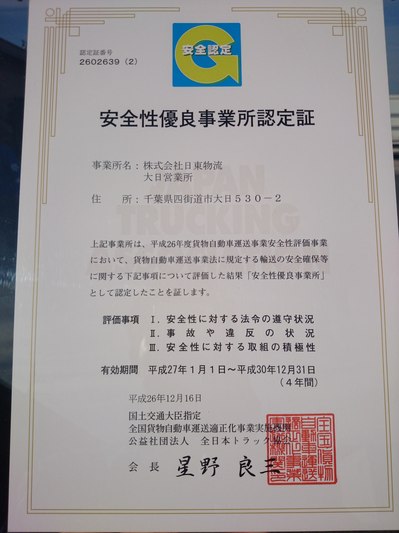 認定証番号
2602639（2）
安全認定
G
安全性優良事業所認定証
事業所名：株式会社日東物流
大日営業所
住　　所：千葉県四街道市大日５３０－２
上記事業所は、平成26年度貨物自動車運送事業安全性評価事業
において、貨物自動車運送事業法に規定する輸送の安全確保等
に関する下記事項について評価した結果「安全性優良事業所」
として認定したことを証します。
評価事項　Ⅰ．安全性に対する法令の遵守状況
Ⅱ．事故や違反の状況
Ⅲ．安全性に対する取組の積極性
有効期間　平成27年１月１日～平成30年12月31日
（４年間）
平成26年12月16日
国土交通大臣指定
全国貨物自動車運送適正化事業実施機関
公益社団法人　全日本トラック協会
会　長　星野　良三